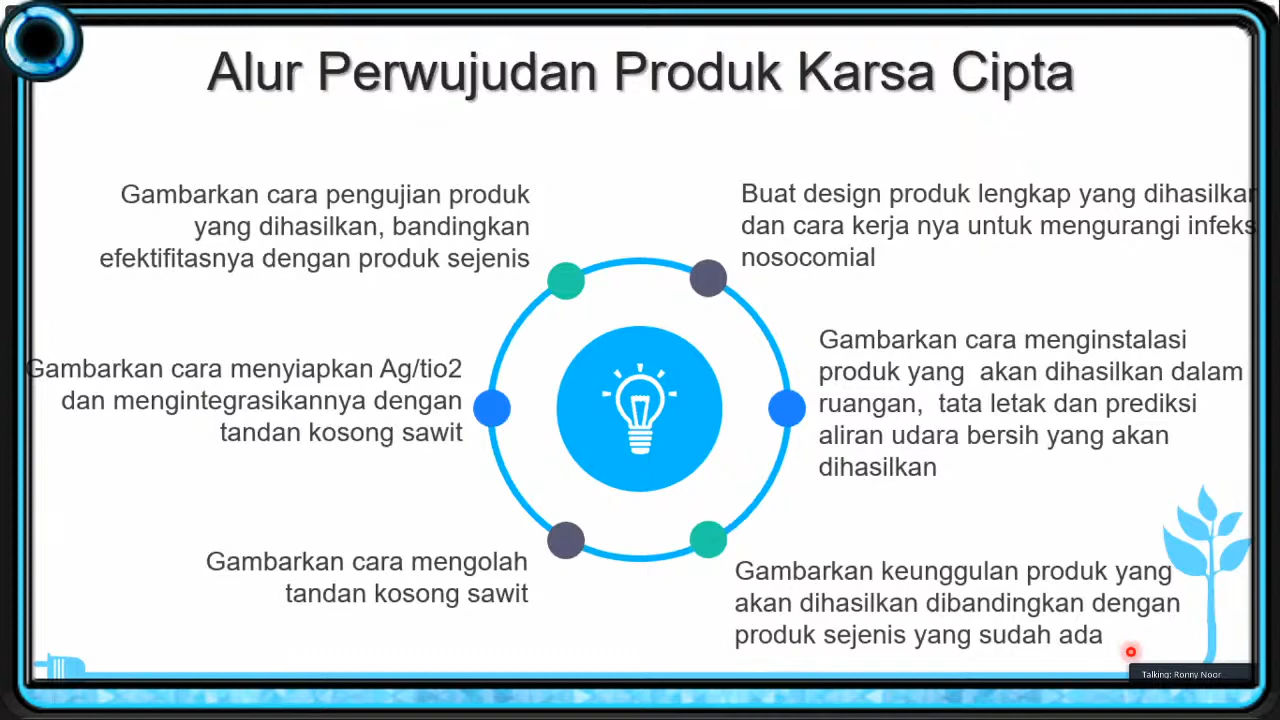 Alur Perwujudan Produk Karsa Cipta
Gambarkan cara pengujian produk
yang dihasilkan, bandingkan
efektifitasnya dengan produk sejenis
Buat design produk lengkap yang dihasilkan
dan cara kerja nya untuk mengurangi infeks
nosocomial
Gambarkan cara menyiapkan Ag/tio2
dan mengintegrasikannya dengan
tandan kosong sawit
Gambarkan cara menginstalasi
produk yang akan dihasilkan dalam
ruangan, tata letak dan prediksi
aliran udara bersih yang akan
dihasilkan
Gambarkan cara mengolah
tandan kosong sawit
Gambarkan keunggulan produk yang
akan dihasilkan dibandingkan dengan
produk sejenis yang sudah ada
Talking: Ronny Noor